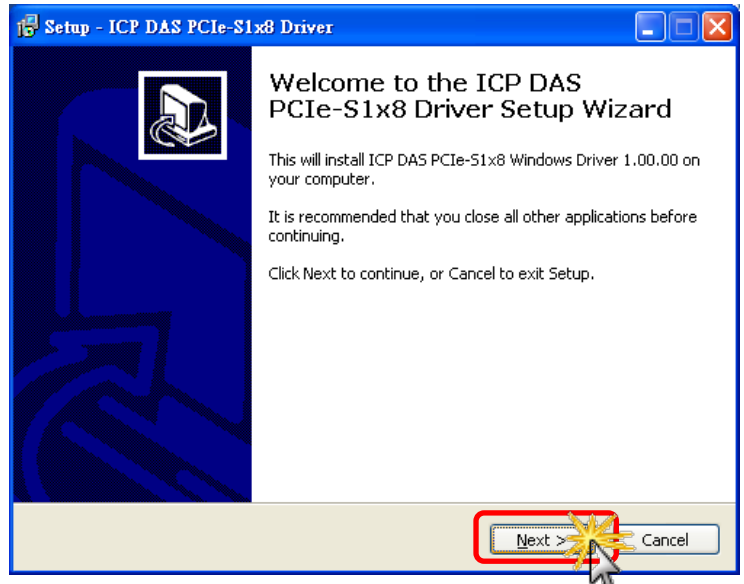 Setup - ICP DAS PCIe-S1x8 Driver
Welcome to the ICP DAS
PCIe-S1x8 Driver Setup Wizard
This will install ICP DAS PCIe-S1x8 Windows Driver 1.00.00 on
your computer.
It is recommended that you close all other applications before
continuing.
Click Next to continue, or Cancel to exit Setup.
Next >
Cancel